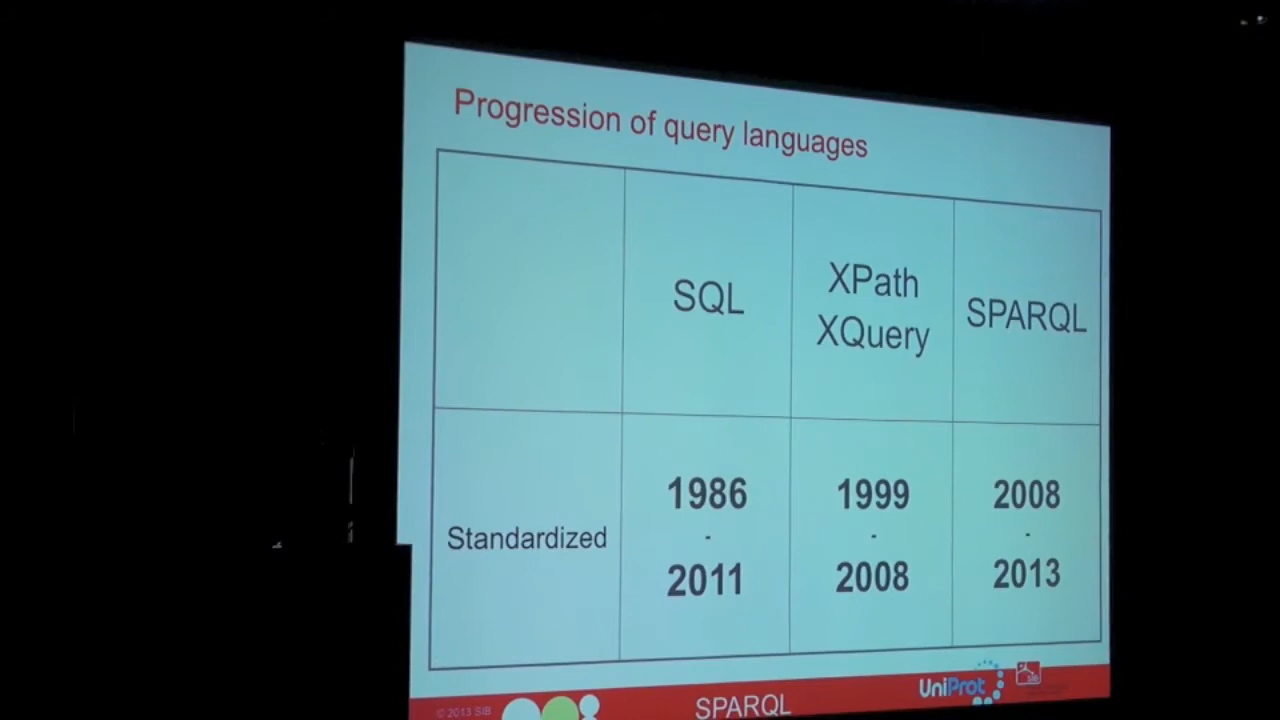 Progression of query languages
SQL
XPath
XQuery
SPARQL
Standardized
1986
-
2011
1999
-
2008
2008
-
2013
© 2013 SIB
SPARQL
UniProt
SIB